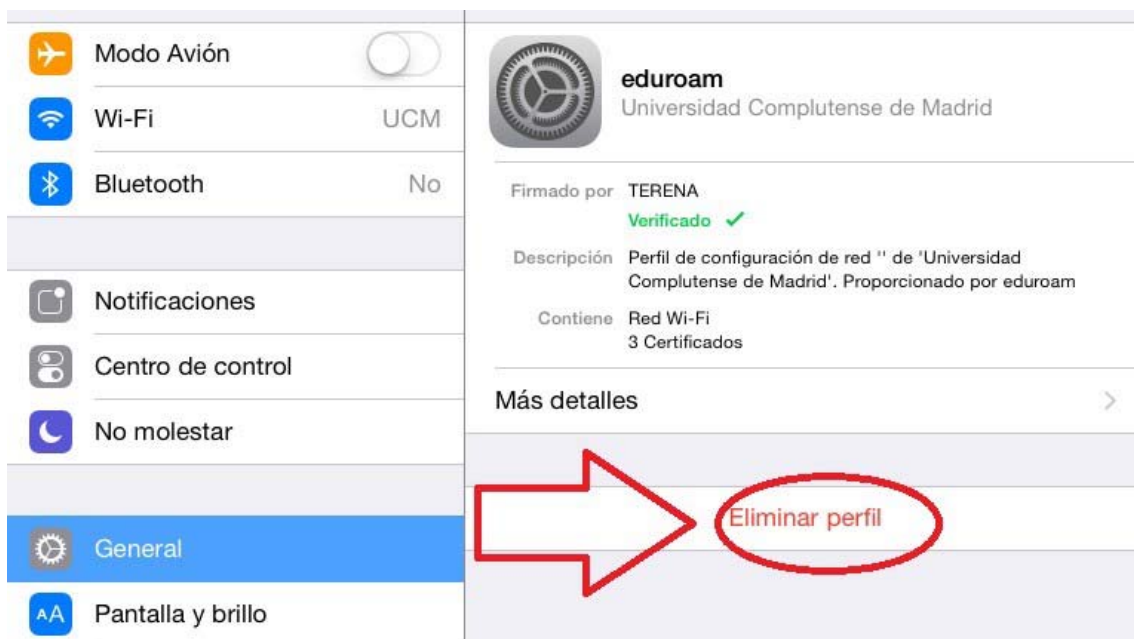 Modo Avión
Wi-Fi UCM
Bluetooth No
Notificaciones
Centro de control
No molestar
General
AA Pantalla y brillo
eduroam
Universidad Complutense de Madrid
Firmado por TERENA
Verificado ✓
Descripción Perfil de configuración de red '' de 'Universidad
Complutense de Madrid'. Proporcionado por eduroam
Contiene Red Wi-Fi
3 Certificados
Más detalles
Eliminar perfil